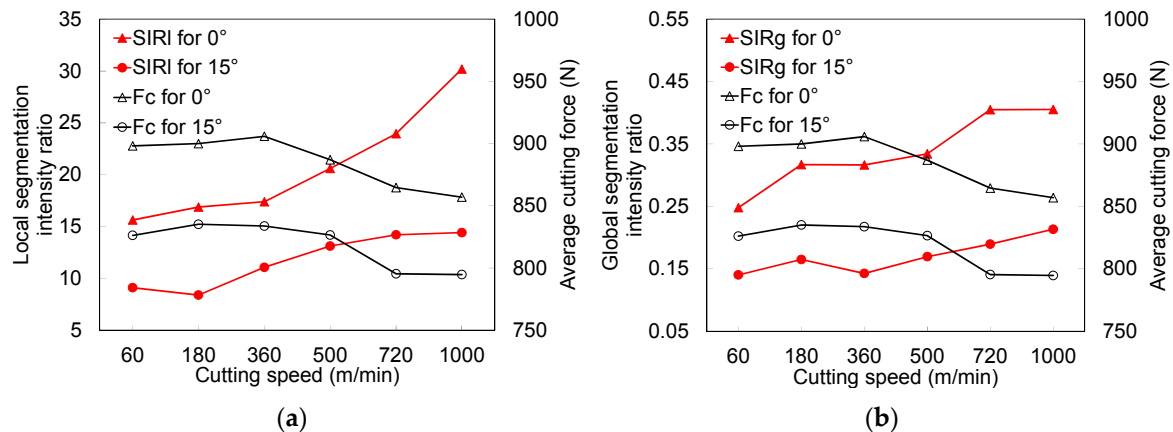 35
30
25
20
15
10
5
Local segmentation
intensity ratio
SIRl for 0°
SIRl for 15°
Fc for 0°
Fc for 15°
1000
950
900
850
800
750
Average cutting force (N)
60 180 360 500 720 1000
Cutting speed (m/min)
(a)
0.55
0.45
0.35
0.25
0.15
0.05
Global segmentation
intensity ratio
SIRg for 0°
SIRg for 15°
Fc for 0°
Fc for 15°
1000
950
900
850
800
750
Average cutting force (N)
60 180 360 500 720 1000
Cutting speed (m/min)
(b)